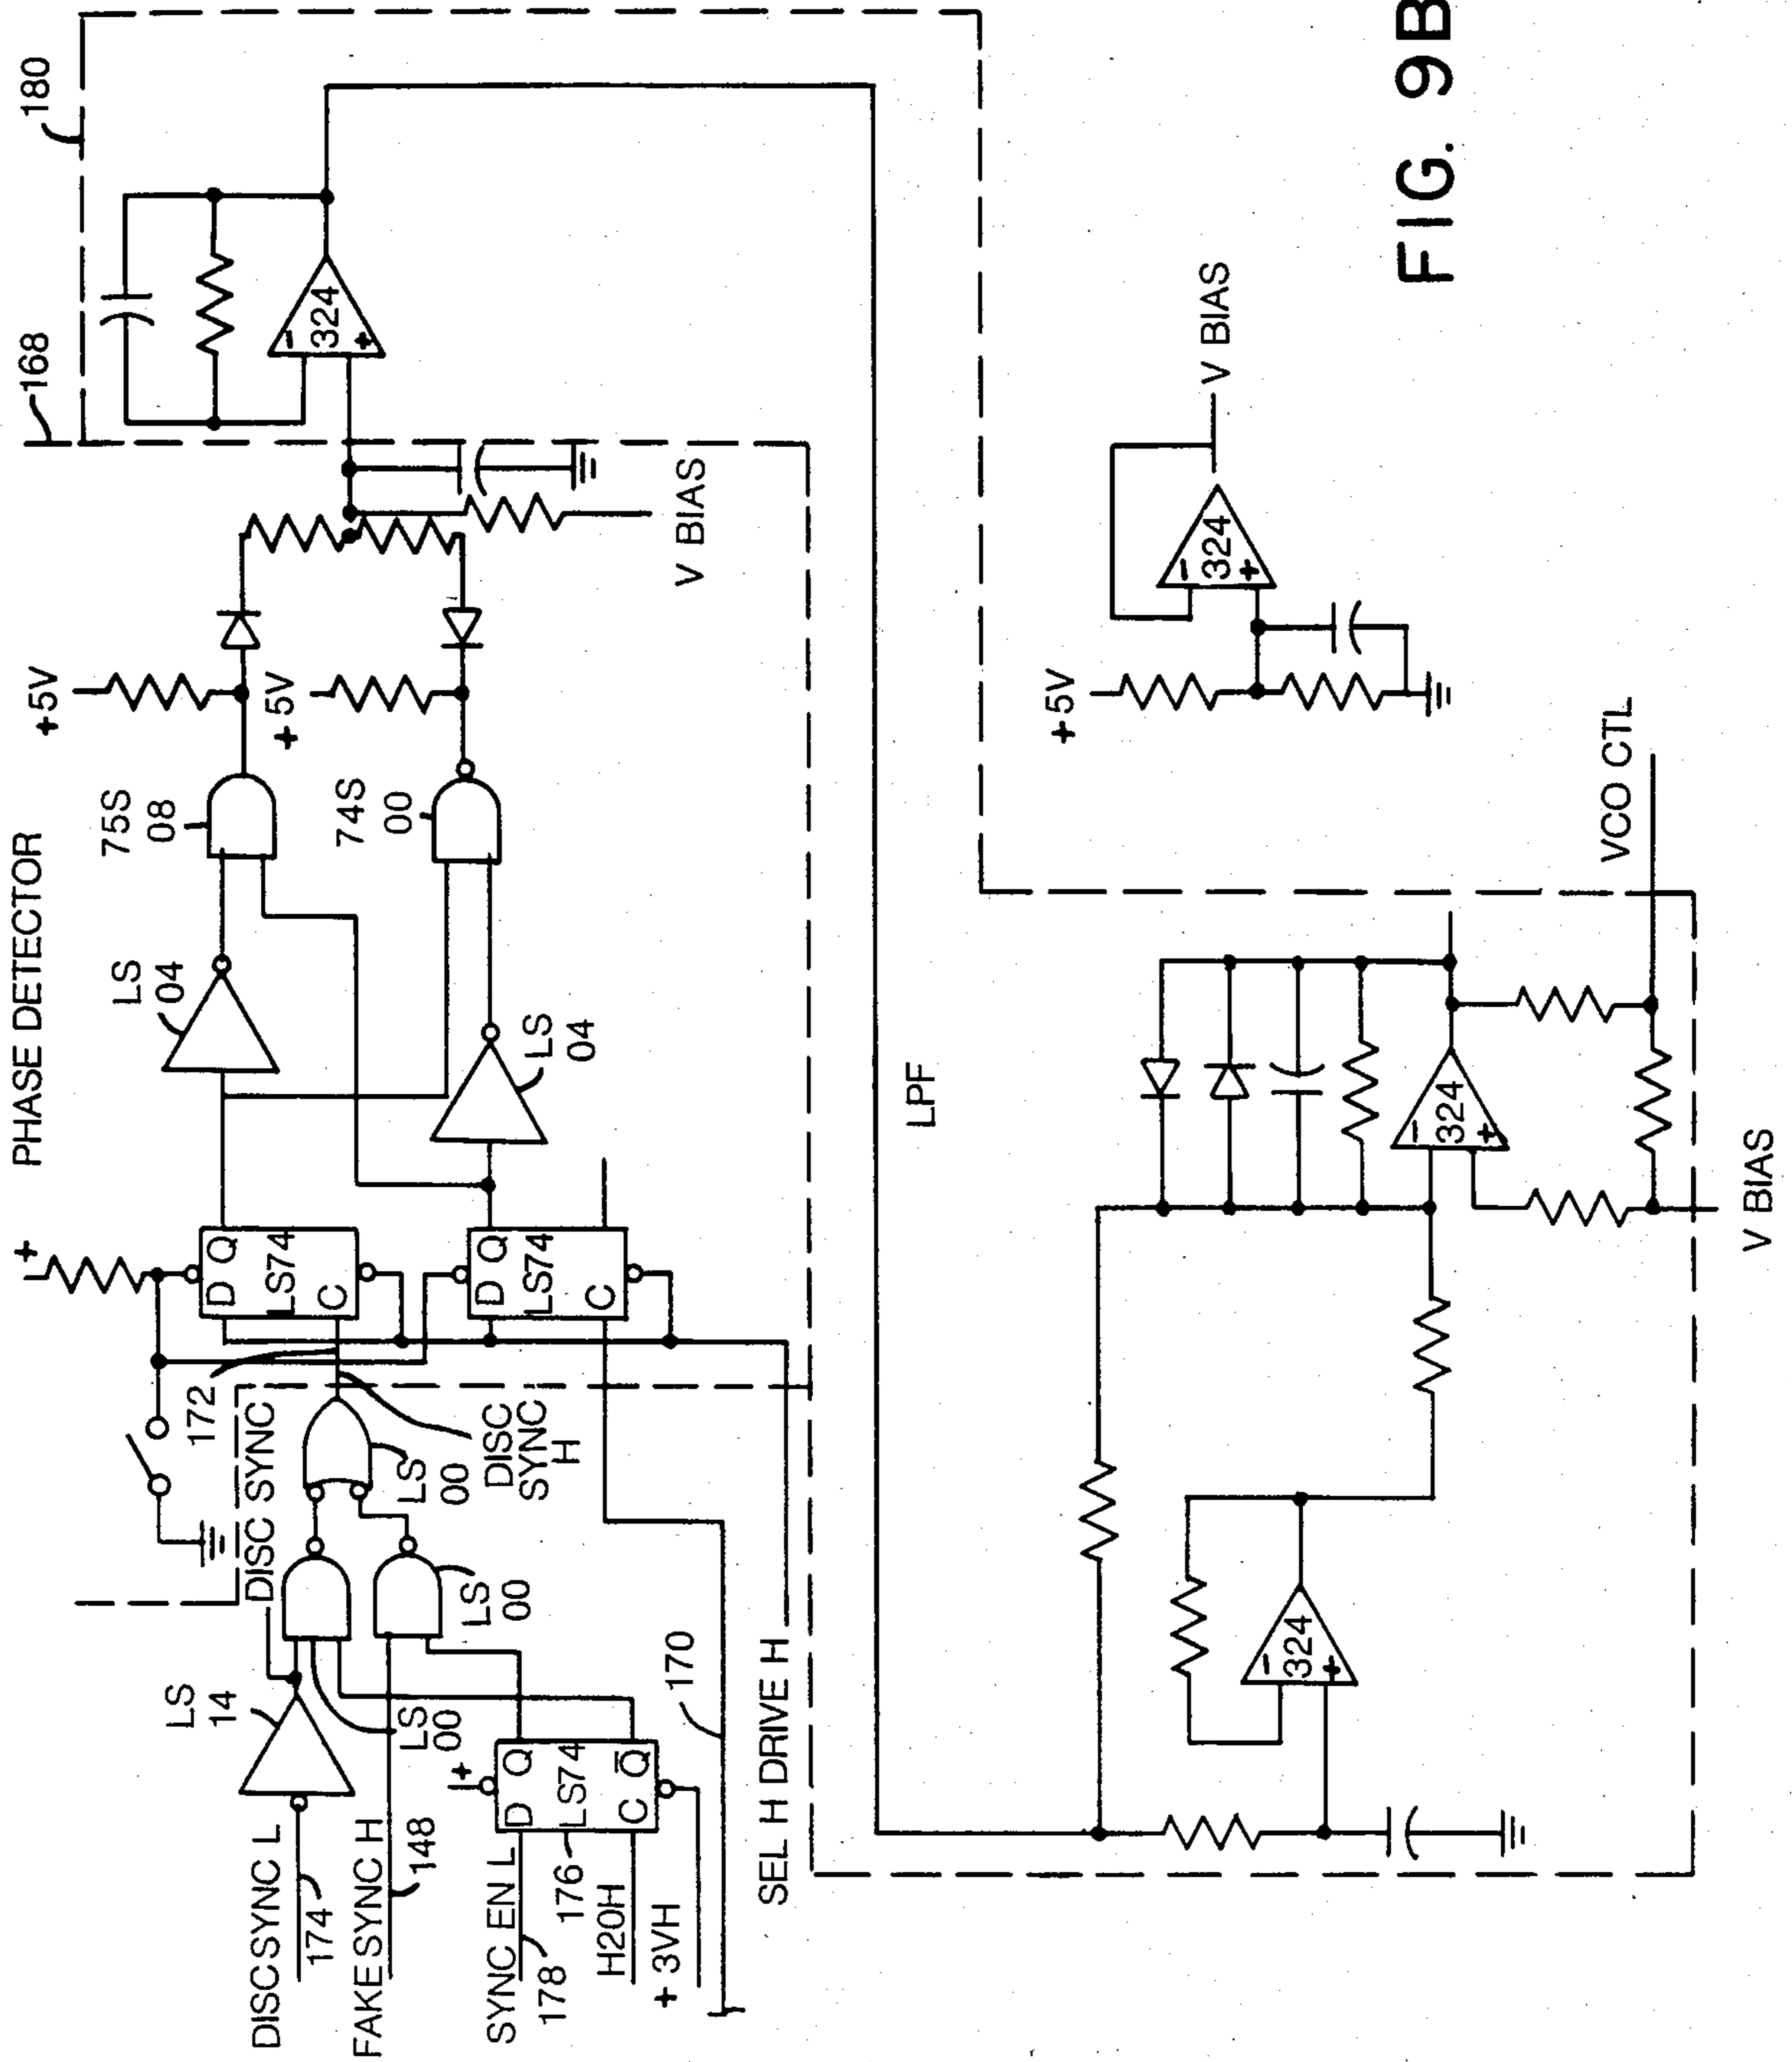 180
168
FIG. 9B
324
-
+
V BIAS
+5V
+5V
PHASE DETECTOR
75S
08
74S
00
LS
04
LS
04
V BIAS
324
-
+
+5V
VCO CTL
LPF
L+
D Q
LS74
C
D Q
LS74
C
172
DISC SYNC
DISC
SYNC
H
LS
00
LS
00
LS
00
LS
14
DISCSYNC L
174
FAKESYNC H
148
SYNC EN L
178
176
H20H
+ 3VH
D Q
LS74
C Q̅
170
SEL H DRIVE H
324
-
+
324
-
+
V BIAS